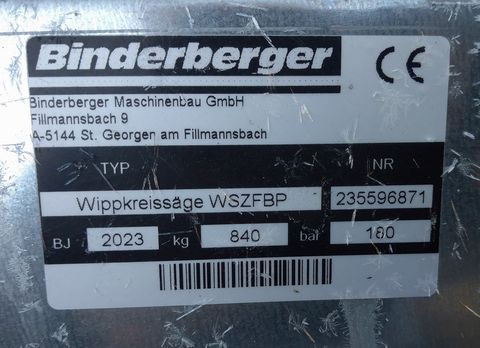 Binderberger CE
Binderberger Maschinenbau GmbH
Fillmannsbach 9
A-5144 St. Georgen am Fillmannsbach
TYP NR
Wippkreissäge WSZFBP 235596871
BJ 2023 kg 840 bar 180